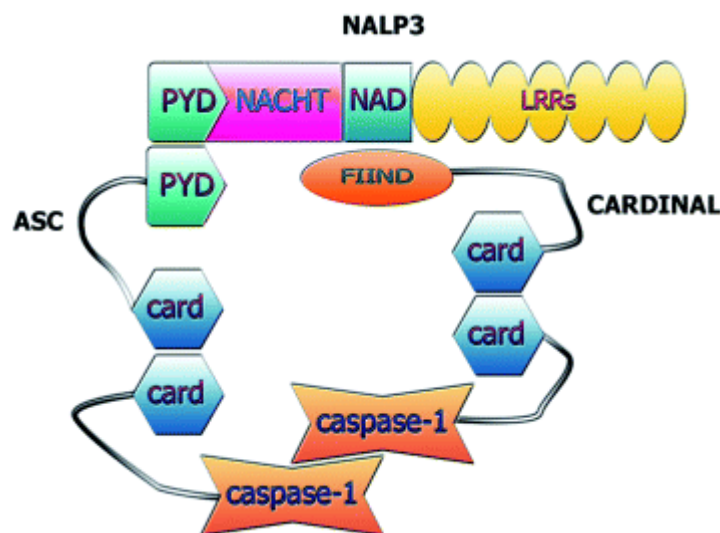 NALP3
PYD NACHT NAD LRRs
PYD FIIND
ASC CARDINAL
card
card card
card
caspase-1
caspase-1